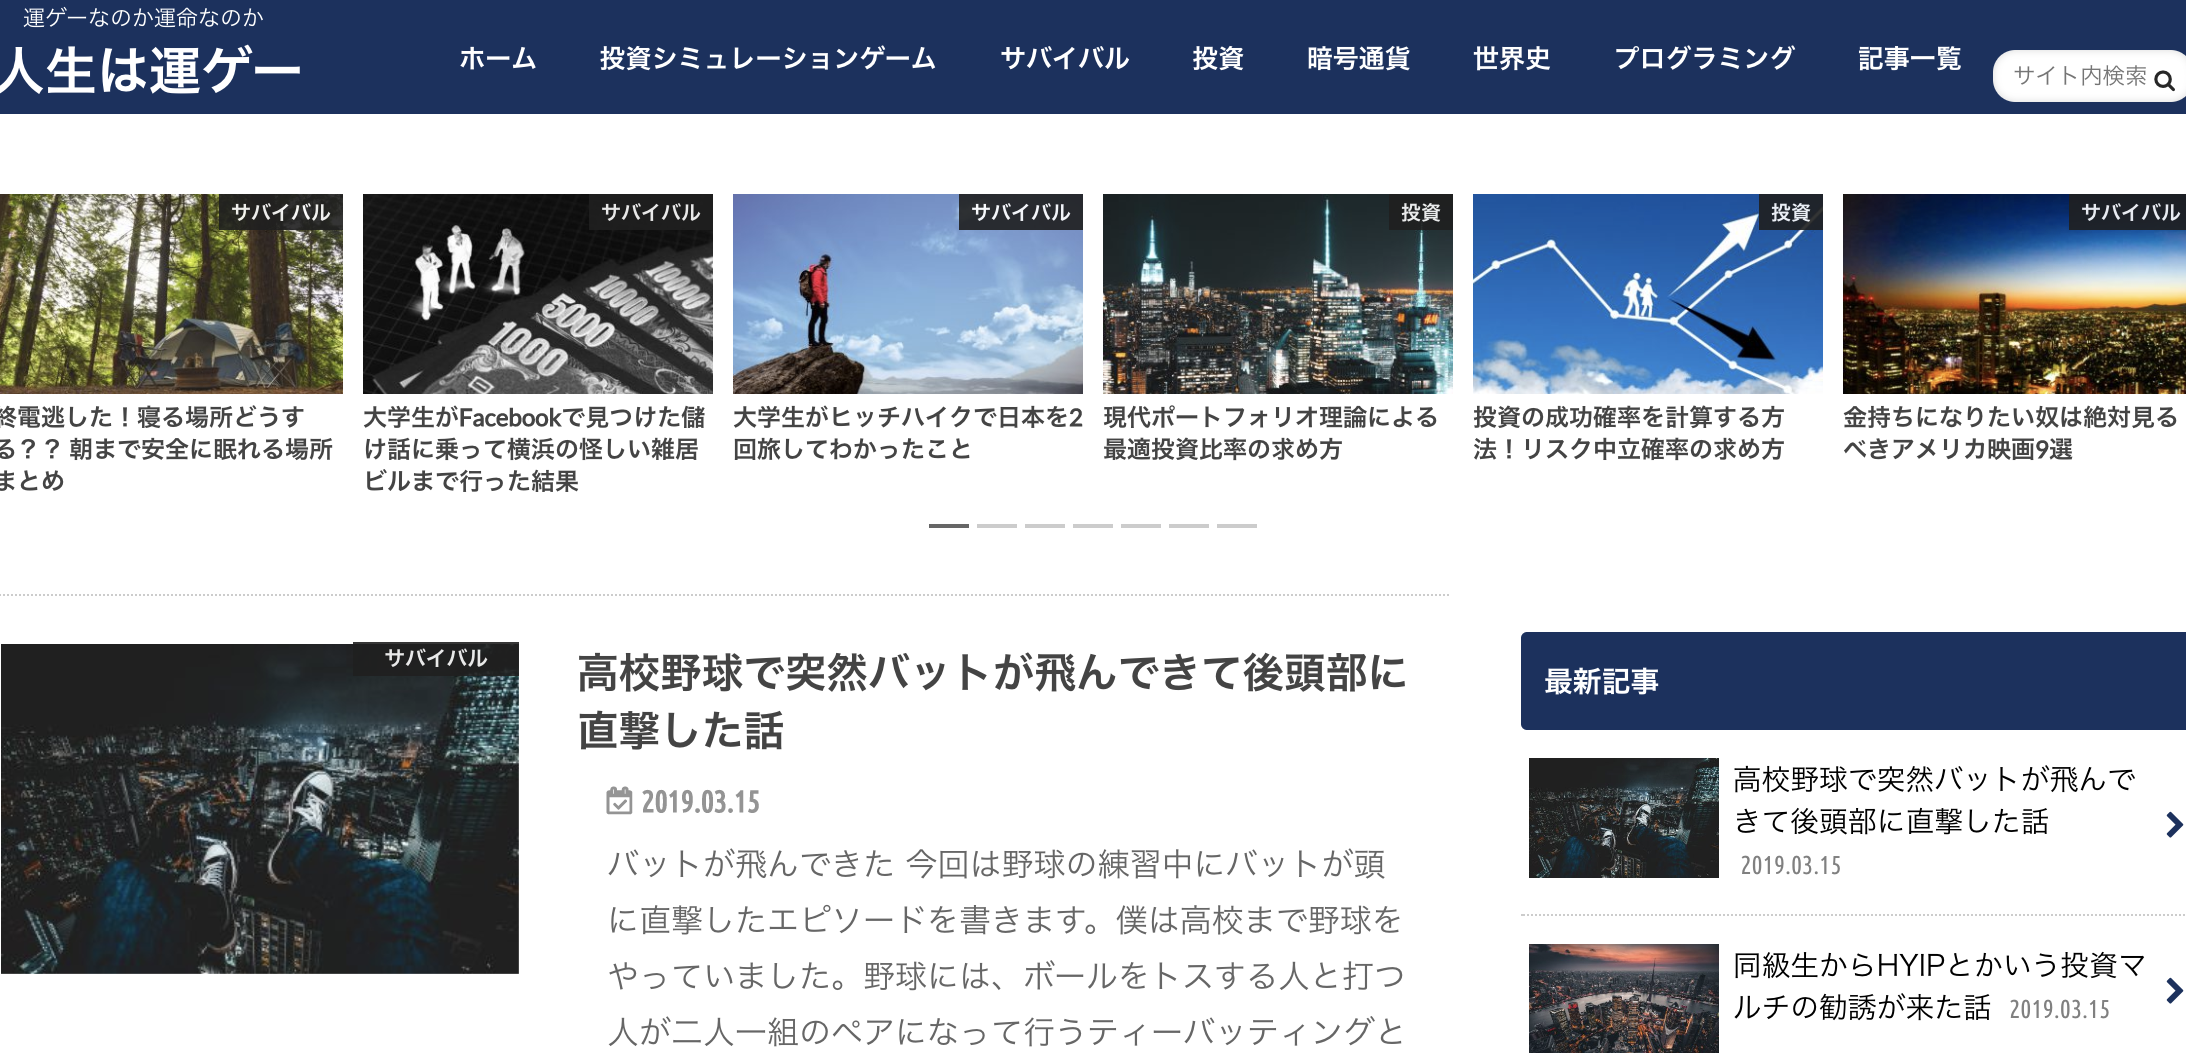 運ゲーなのか運命なのか
人生は運ゲー
ホーム
投資シミュレーションゲーム
サバイバル
投資
暗号通貨
世界史
プログラミング
記事一覧
サイト内検索
サバイバル
終電逃した！寝る場所どうす
る？？ 朝まで安全に眠れる場所
まとめ
サバイバル
1000
5000
10000
10000
大学生がFacebookで見つけた儲
け話に乗って横浜の怪しい雑居
ビルまで行った結果
サバイバル
大学生がヒッチハイクで日本を2
回旅してわかったこと
投資
現代ポートフォリオ理論による
最適投資比率の求め方
投資
投資の成功確率を計算する方
法！リスク中立確率の求め方
サバイバル
金持ちになりたい奴は絶対見る
べきアメリカ映画9選
サバイバル
高校野球で突然バットが飛んできて後頭部に
直撃した話
2019.03.15
バットが飛んできた 今回は野球の練習中にバットが頭
に直撃したエピソードを書きます。僕は高校まで野球を
やっていました。野球には、ボールをトスする人と打つ
人が二人一組のペアになって行うティーバッティングと
最新記事
高校野球で突然バットが飛んで
きて後頭部に直撃した話
2019.03.15
同級生からHYIPとかいう投資マ
ルチの勧誘が来た話 2019.03.15